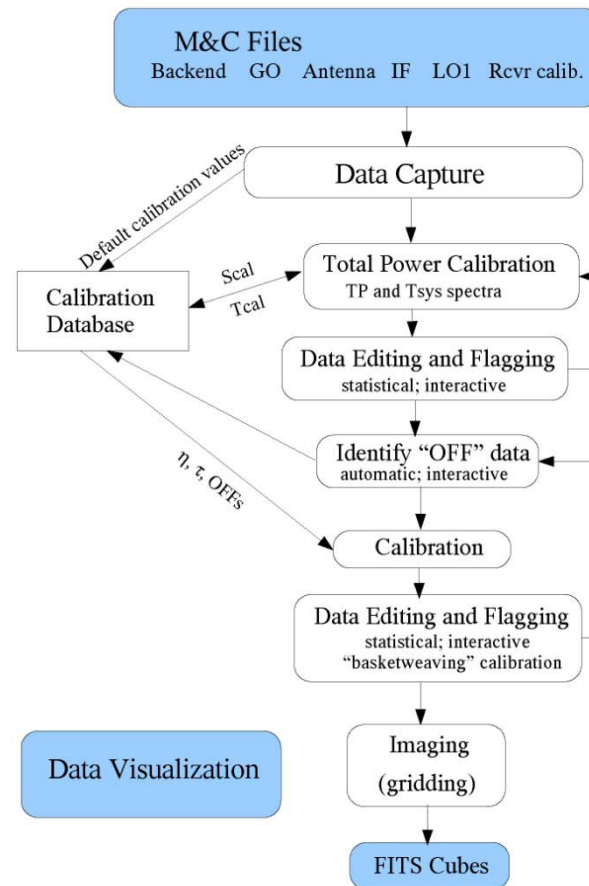 M&C Files
Backend GO Antenna IF LO1 Rcvr calib.
Data Capture
Default calibration values
Total Power Calibration
TP and Tsys spectra
Scal
Tcal
Calibration
Database
Data Editing and Flagging
statistical; interactive
Identify “OFF” data
automatic; interactive
η, τ, OFFs
Calibration
Data Editing and Flagging
statistical; interactive
“basketweaving” calibration
Imaging
(gridding)
Data Visualization
FITS Cubes